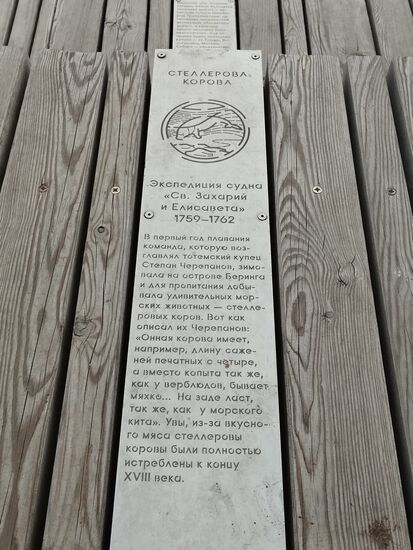 СТЕЛЛЕРОВА
КОРОВА
Экспедиция судна
«Св. Захарий
и Елисавета»
1759–1762
В первый год плавания
команда, которую воз-
главлял тотемский купец
Степан Черепанов, зимо-
вала на острове Беринга
и для пропитания добы-
вала удивительных мор-
ских животных — стелле-
ровых коров. Вот как
описал их Черепанов:
«Онная корова имеет,
например, длину саже-
ней печатных с четыре,
а вместо копыта так же,
как у верблюдов, бывает
мяхко... На заде ласт,
так же, как у морского
кита». Увы, из-за вкусно-
го мяса стеллеровы
коровы были полностью
истреблены к концу
XVIII века.